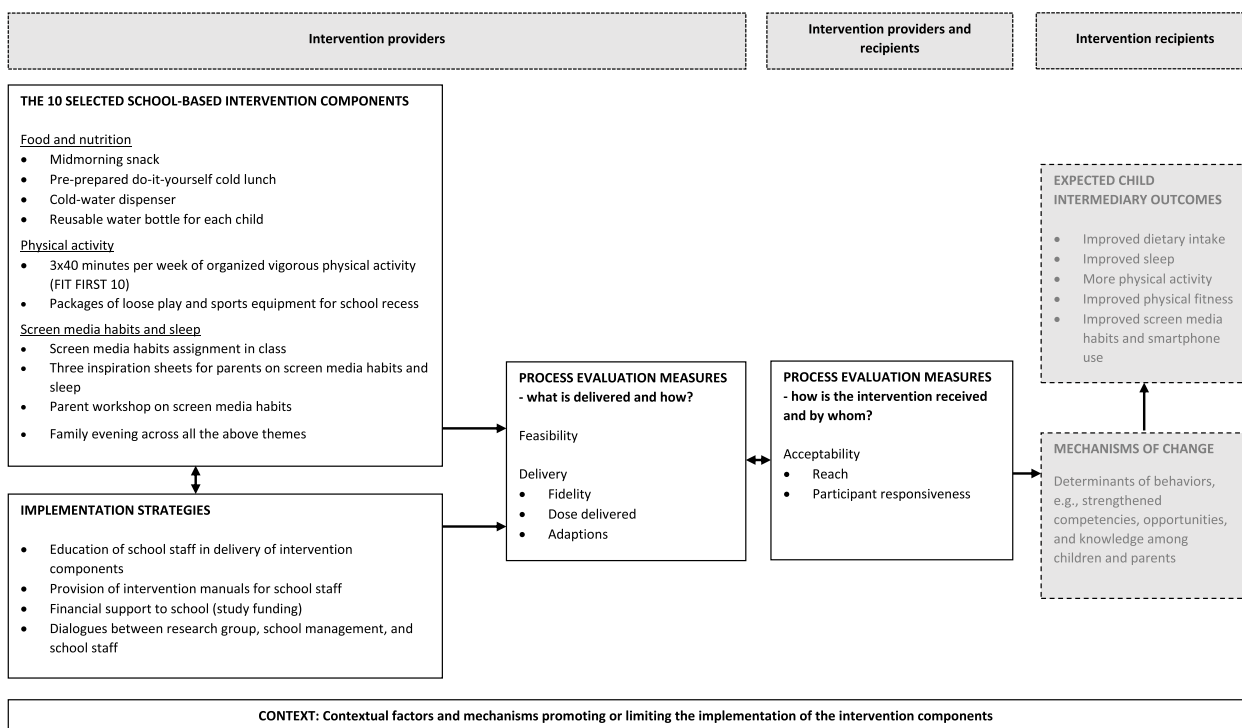 Intervention providers
Intervention providers and
recipients
Intervention recipients
THE 10 SELECTED SCHOOL-BASED INTERVENTION COMPONENTS
Food and nutrition
• Midmorning snack
• Pre-prepared do-it-yourself cold lunch
• Cold-water dispenser
• Reusable water bottle for each child
Physical activity
• 3x40 minutes per week of organized vigorous physical activity
(FIT FIRST 10)
• Packages of loose play and sports equipment for school recess
Screen media habits and sleep
• Screen media habits assignment in class
• Three inspiration sheets for parents on screen media habits and
sleep
• Parent workshop on screen media habits
• Family evening across all the above themes
IMPLEMENTATION STRATEGIES
• Education of school staff in delivery of intervention
components
• Provision of intervention manuals for school staff
• Financial support to school (study funding)
• Dialogues between research group, school management, and
school staff
PROCESS EVALUATION MEASURES
- what is delivered and how?
Feasibility
Delivery
• Fidelity
• Dose delivered
• Adaptions
PROCESS EVALUATION MEASURES
- how is the intervention received
and by whom?
Acceptability
• Reach
• Participant responsiveness
EXPECTED CHILD
INTERMEDIARY OUTCOMES
• Improved dietary intake
• Improved sleep
• More physical activity
• Improved physical fitness
• Improved screen media
habits and smartphone
use
MECHANISMS OF CHANGE
Determinants of behaviors,
e.g., strengthened
competencies, opportunities,
and knowledge among
children and parents
CONTEXT: Contextual factors and mechanisms promoting or limiting the implementation of the intervention components